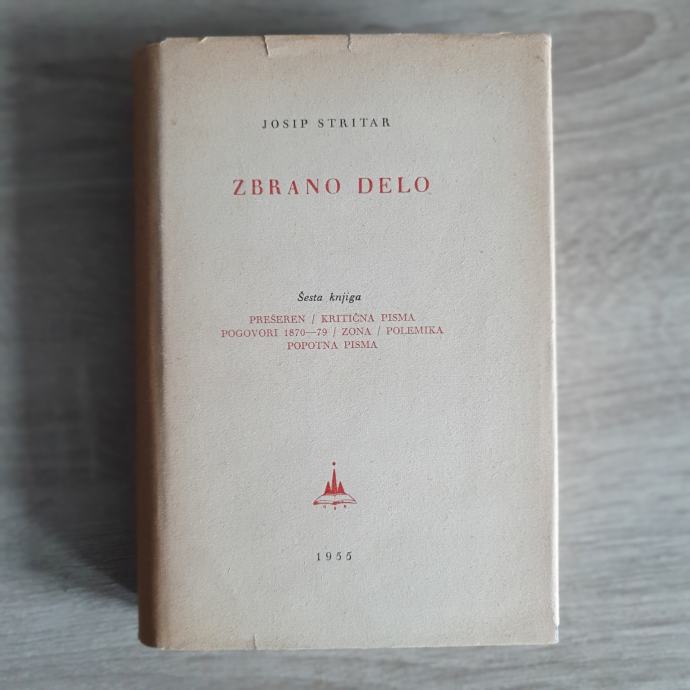 JOSIP STRITAR
ZBRANO DELO
Šesta knjiga
PREŠEREN / KRITIČNA PISMA
POGOVORI 1870—79 / ZONA / POLEMIKA
POPOTNA PISMA
1955